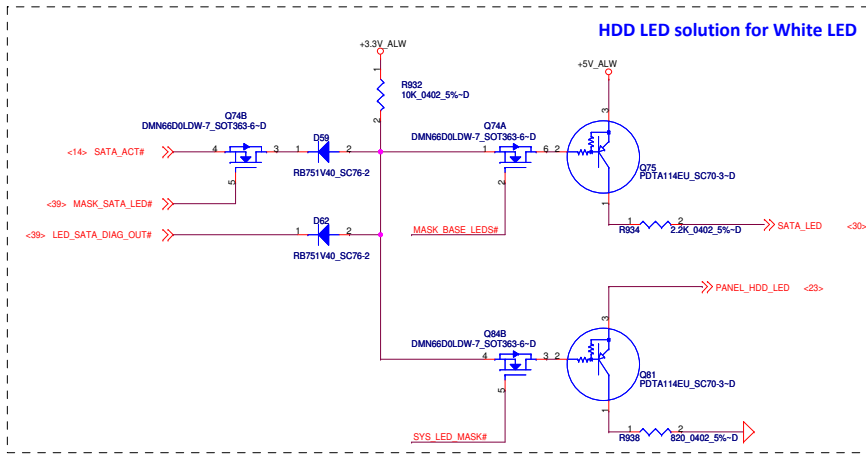 HDD LED solution for White LED
+3.3V_ALW
+5V_ALW
1
R932
10K_0402_5%~D
2
3
Q74B
DMN66D0LDW-7_SOT363-6~D
D59
Q74A
DMN66D0LDW-7_SOT363-6~D
<14> SATA_ACT#
4
3
1
2
1
6
2
Q75
PDTA114EU_SC70-3~D
RB751V40_SC76-2
5
2
<39> MASK_SATA_LED#
1
D62
<39> LED_SATA_DIAG_OUT#
1
2
MASK_BASE_LEDS#
1
2
R934
2.2K_0402_5%~D
SATA_LED
<30>
RB751V40_SC76-2
PANEL_HDD_LED
<23>
3
Q84B
DMN66D0LDW-7_SOT363-6~D
4
3
2
Q81
PDTA114EU_SC70-3~D
5
1
SYS_LED_MASK#
1
2
R938
820_0402_5%~D